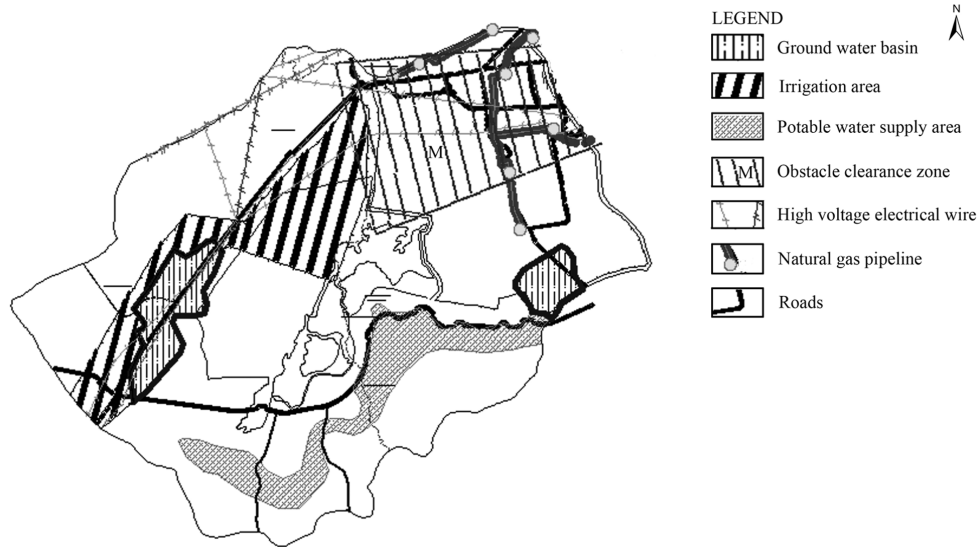 N
LEGEND
Ground water basin
Irrigation area
Potable water supply area
M
Obstacle clearance zone
High voltage electrical wire
Natural gas pipeline
Roads
M